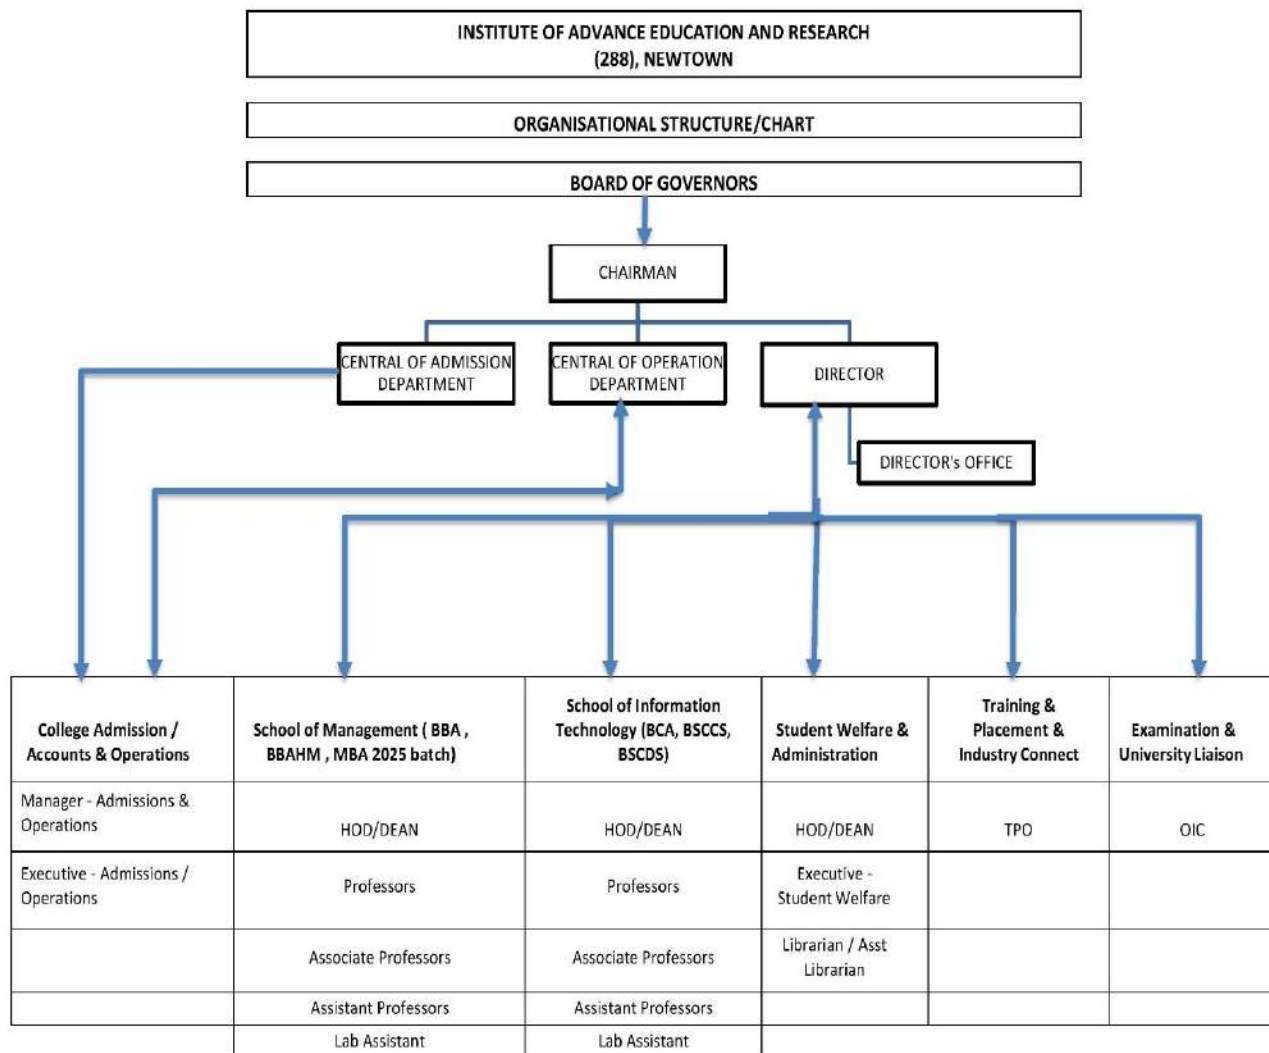 INSTITUTE OF ADVANCE EDUCATION AND RESEARCH
(288), NEWTOWN
ORGANISATIONAL STRUCTURE/CHART
BOARD OF GOVERNORS
CHAIRMAN
CENTRAL OF ADMISSION
DEPARTMENT
CENTRAL OF OPERATION
DEPARTMENT
DIRECTOR
DIRECTOR's OFFICE
College Admission /
Accounts & Operations
School of Management ( BBA ,
BBAHM , MBA 2025 batch)
School of Information
Technology (BCA, BSCCS,
BSCDS)
Student Welfare &
Administration
Training &
Placement &
Industry Connect
Examination &
University Liaison
Manager - Admissions &
Operations
HOD/DEAN
HOD/DEAN
HOD/DEAN
TPO
OIC
Executive - Admissions /
Operations
Professors
Professors
Executive -
Student Welfare
Associate Professors
Associate Professors
Librarian / Asst
Librarian
Assistant Professors
Assistant Professors
Lab Assistant
Lab Assistant